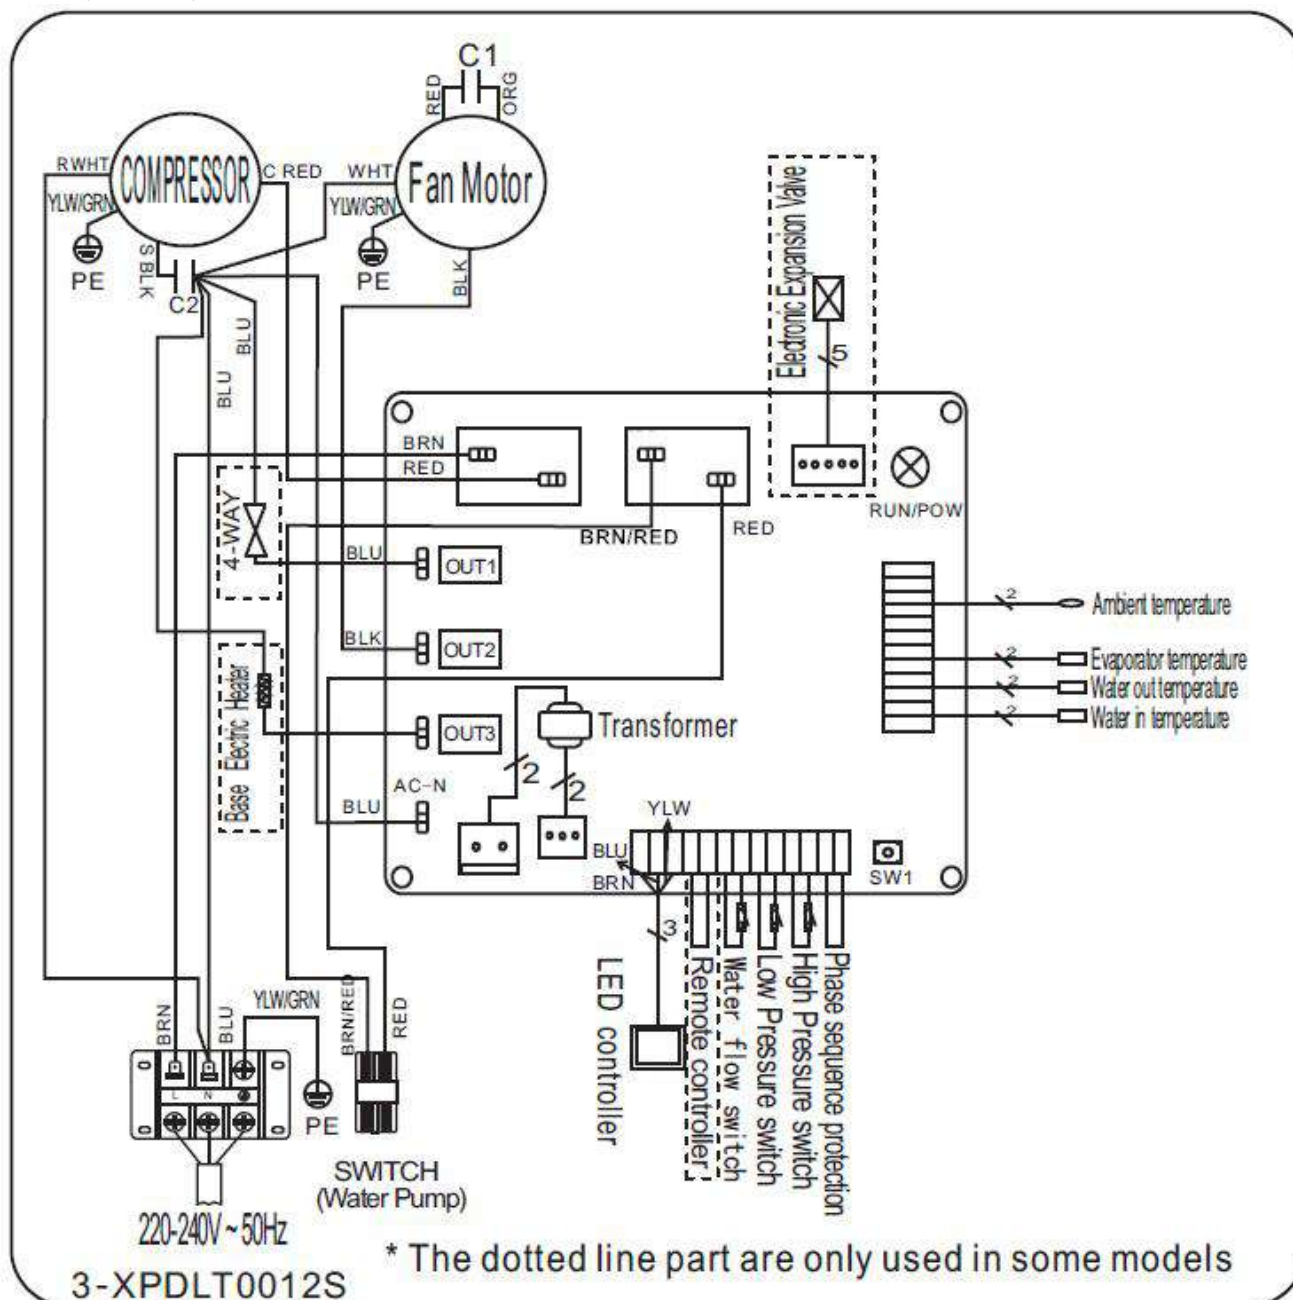 C1
RED
ORG
COMPRESSOR
Fan Motor
R WHT
C RED
WHT
YLW/GRN
YLW/GRN
PE
S BLK
C2
PE
BLK
Electronic Expansion Valve
5
BLU
BLU
BRN
RED
BRN/RED
RED
RUN/POW
4-WAY
BLU
OUT1
2
Ambient temperature
BLK
OUT2
2
Evaporator temperature
2
Water out temperature
2
Water in temperature
Base Electric Heater
OUT3
Transformer
2
2
AC-N
BLU
YLW
BLU
BRN
SW1
3
LED controller
Remote controller
Water flow switch
Low Pressure switch
High Pressure switch
Phase sequence protection
BRN
BLU
YLW/GRN
BRN/RED
RED
L
N
PE
SWITCH
(Water Pump)
220-240V ~ 50Hz
* The dotted line part are only used in some models
3-XPDLT0012S